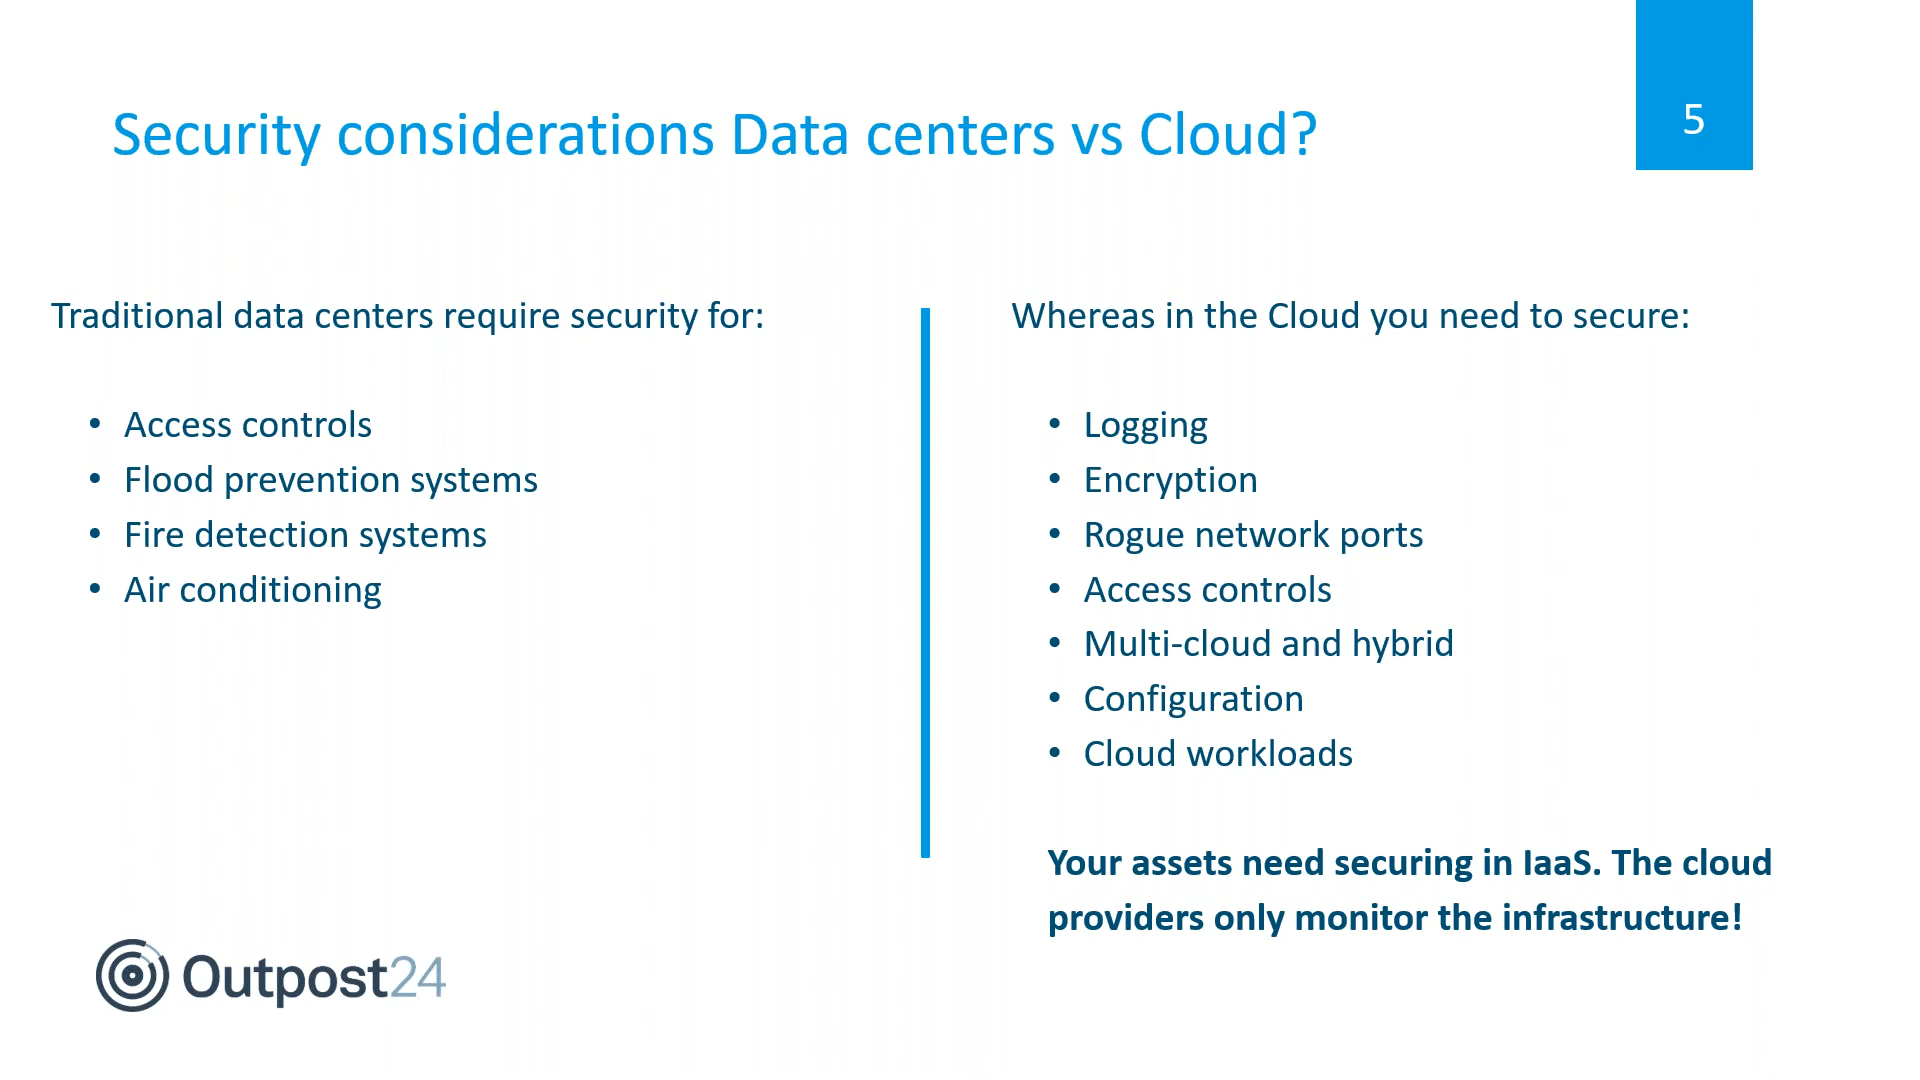 Security considerations Data centers vs Cloud?
5
Traditional data centers require security for:
• Access controls
• Flood prevention systems
• Fire detection systems
• Air conditioning
Whereas in the Cloud you need to secure:
• Logging
• Encryption
• Rogue network ports
• Access controls
• Multi-cloud and hybrid
• Configuration
• Cloud workloads
Your assets need securing in IaaS. The cloud
providers only monitor the infrastructure!
Outpost24